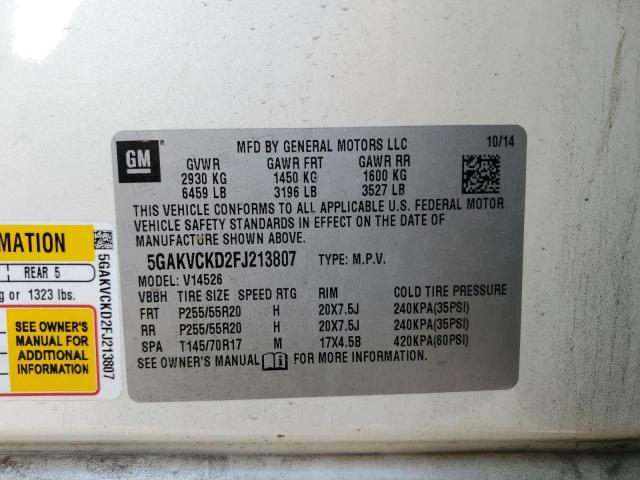 GM
MFD BY GENERAL MOTORS LLC 10/14
GVWR GAWR FRT GAWR RR
2930 KG 1450 KG 1600 KG
6459 LB 3196 LB 3527 LB
THIS VEHICLE CONFORMS TO ALL APPLICABLE U.S. FEDERAL MOTOR
VEHICLE SAFETY STANDARDS IN EFFECT ON THE DATE OF
MANUFACTURE SHOWN ABOVE.
5GAKVCKD2FJ213807 TYPE: M.P.V.
MODEL: V14526
VBBH TIRE SIZE SPEED RTG RIM COLD TIRE PRESSURE
FRT P255/55R20 H 20X7.5J 240KPA(35PSI)
RR P255/55R20 H 20X7.5J 240KPA(35PSI)
SPA T145/70R17 M 17X4.5B 420KPA(60PSI)
SEE OWNER'S MANUAL FOR MORE INFORMATION.
REAR 5
or 1323 lbs.
SEE OWNER'S
MANUAL FOR
ADDITIONAL
INFORMATION
5GAKVCKD2FJ213807